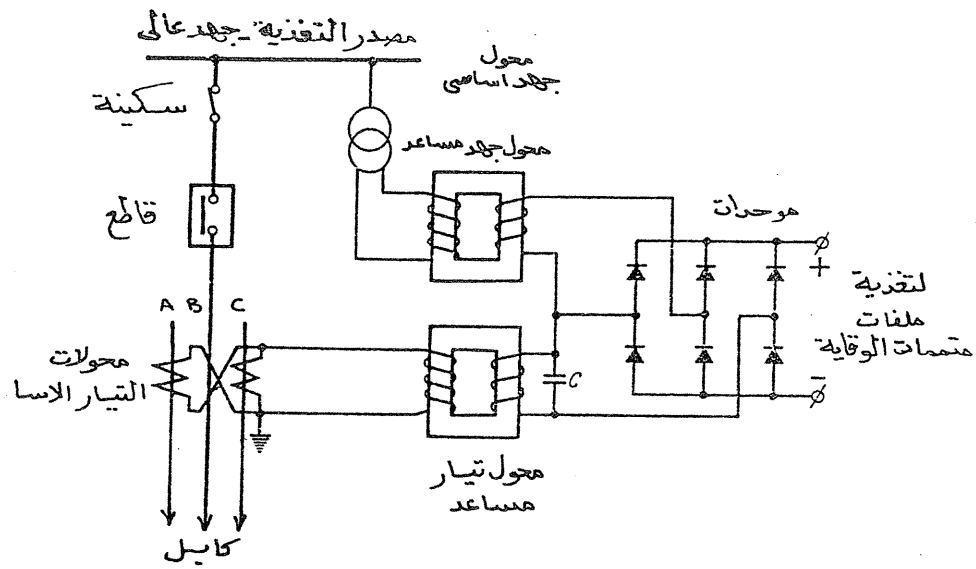 مصدر التغذية - جهد عالى
محول
جهد اساسى
سكينة
محول جهد مساعد
قاطع
موحدات
+
لتغذية
ملفات
متممات الوقاية
-
A B C
محولات
التيار الاسا
C
محول تيار
مساعد
كابل